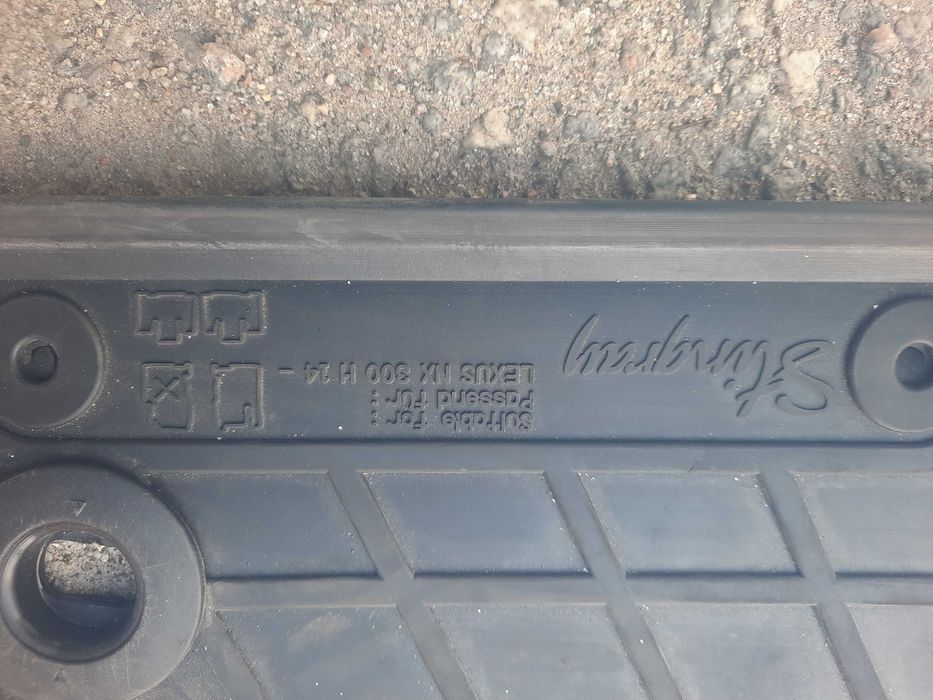 Stingray
Suitable for :
Passend für :
LEXUS NX 300 H 14 -